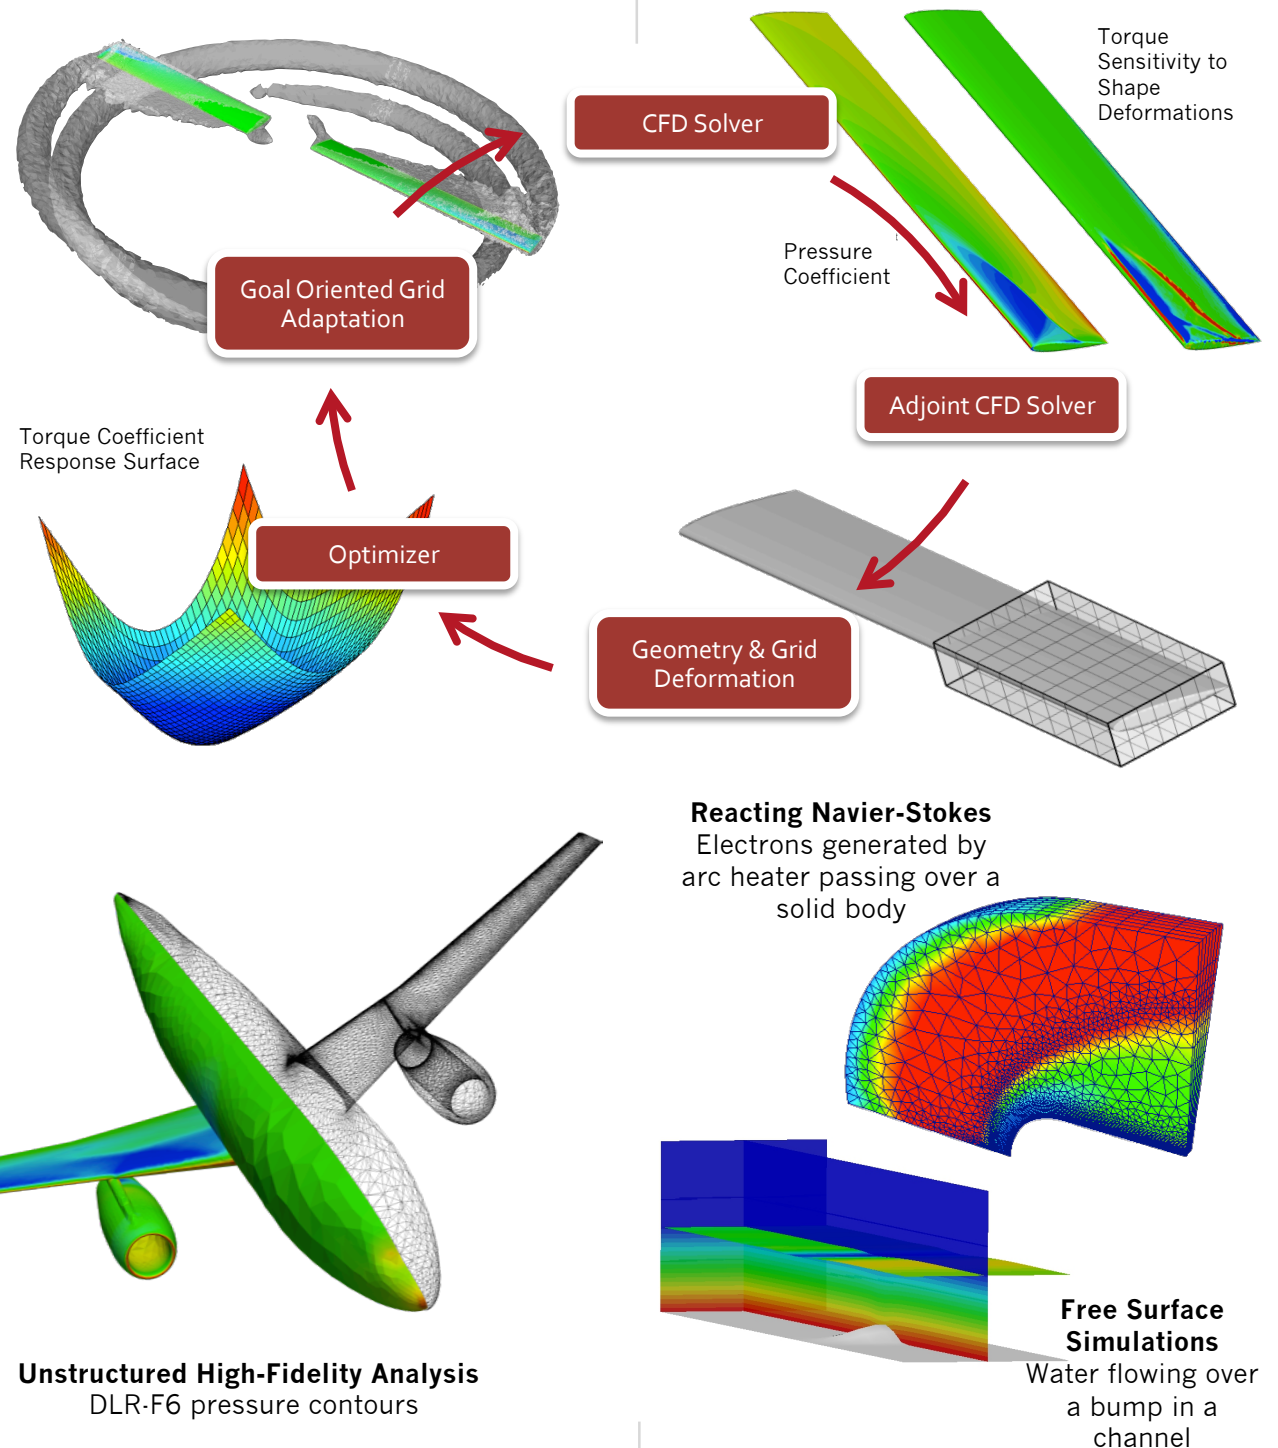 Torque
Sensitivity to
Shape
Deformations
CFD Solver
Pressure
Coefficient
Goal Oriented Grid
Adaptation
Adjoint CFD Solver
Torque Coefficient
Response Surface
Optimizer
Geometry & Grid
Deformation
Reacting Navier-Stokes
Electrons generated by
arc heater passing over a
solid body
Free Surface
Simulations
Water flowing over
a bump in a
channel
Unstructured High-Fidelity Analysis
DLR-F6 pressure contours